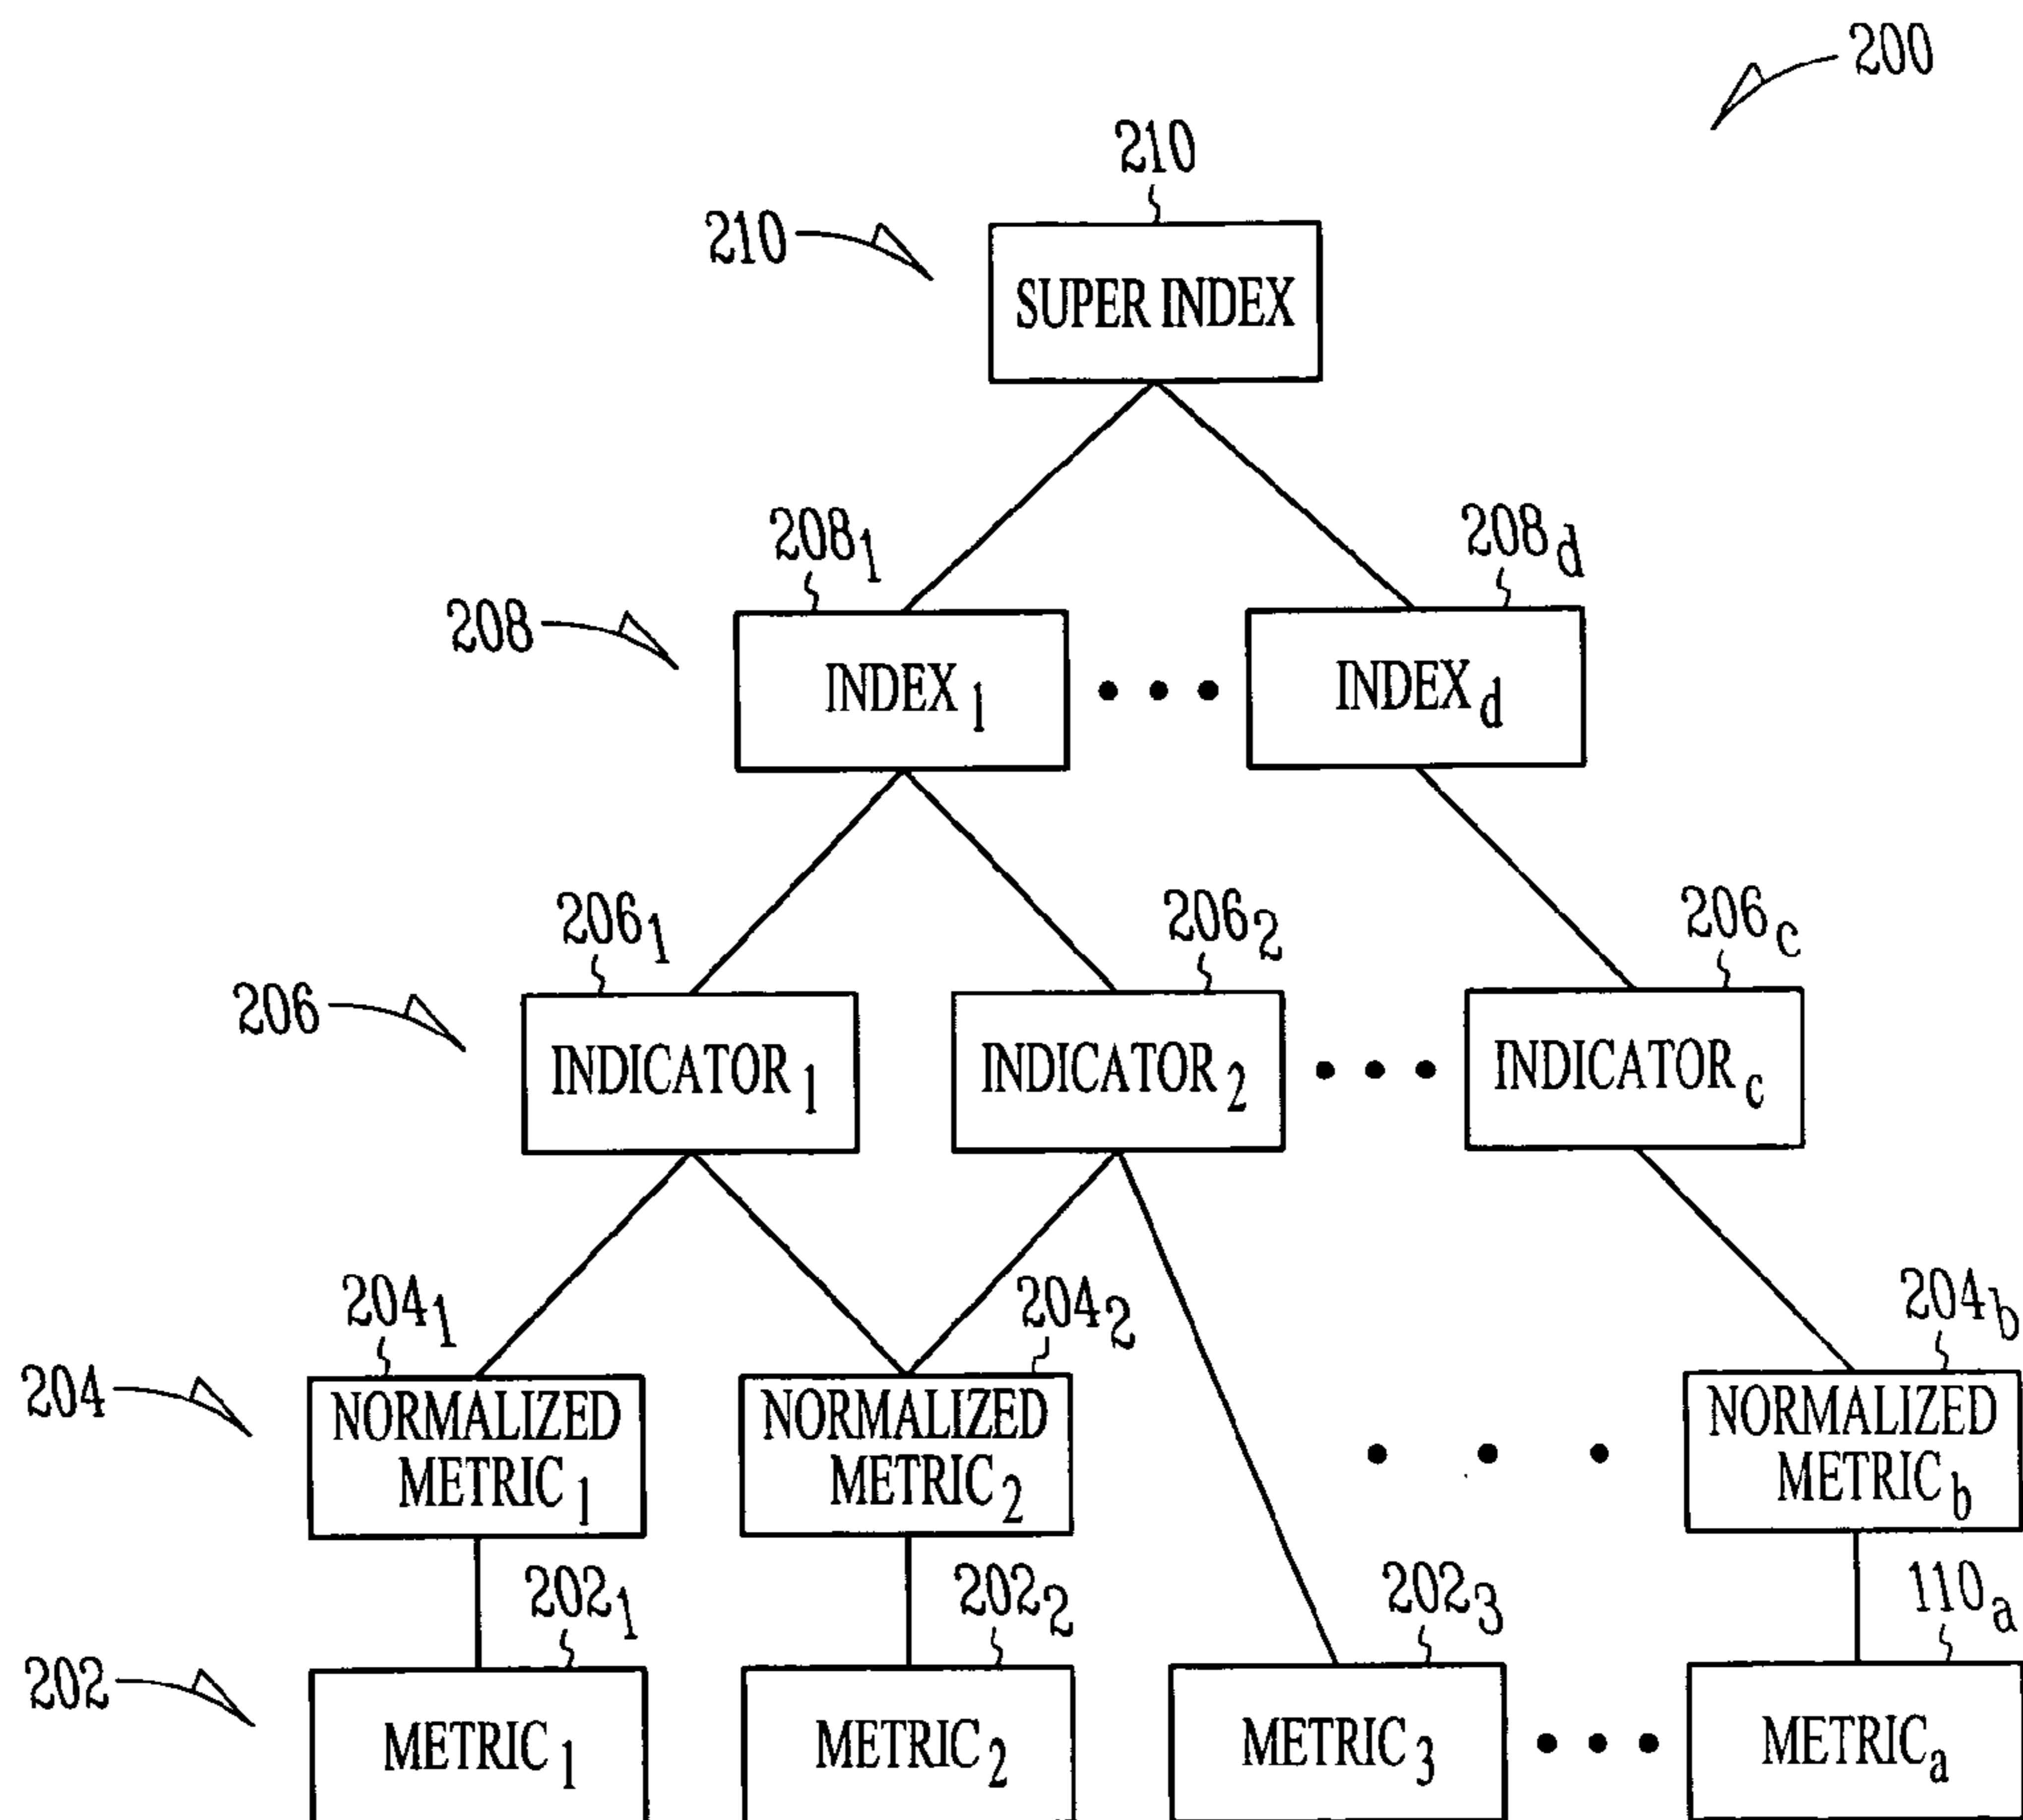 200
210
210
SUPER INDEX
208₁
208d
208
INDEX₁
INDEXd
206₁
206₂
206c
206
INDICATOR₁
INDICATOR₂
INDICATORc
204₁
204₂
204b
204
NORMALIZED
METRIC₁
NORMALIZED
METRIC₂
NORMALIZED
METRICb
202₁
202₂
202₃
110a
202
METRIC₁
METRIC₂
METRIC₃
METRICa